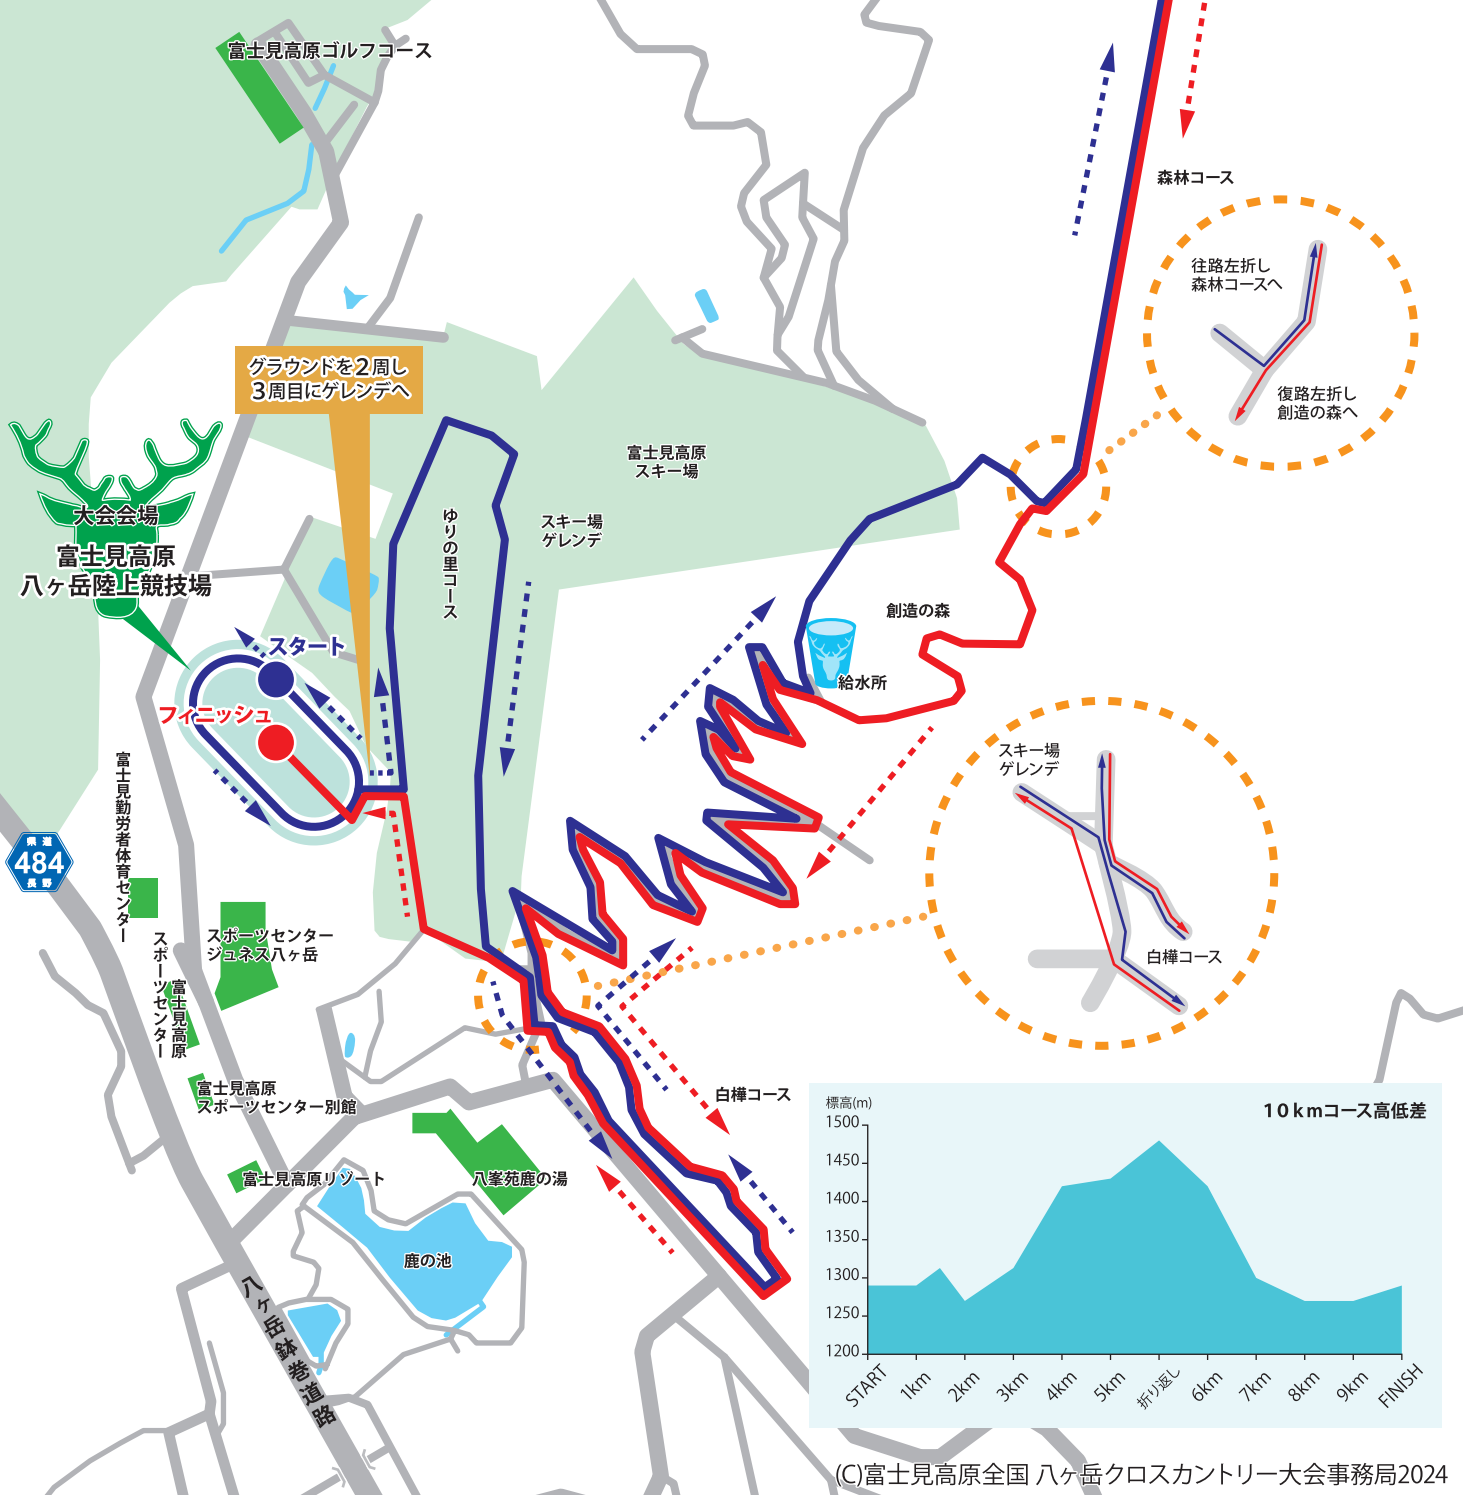 富士見高原ゴルフコース
森林コース
往路左折し
森林コースへ
復路左折し
創造の森へ
グラウンドを2周し
3周目にゲレンデへ
富士見高原
スキー場
スキー場
ゲレンデ
ゆりの里コース
大会会場
富士見高原
八ヶ岳陸上競技場
スタート
フィニッシュ
創造の森
給水所
スキー場
ゲレンデ
白樺コース
富士見勤労者体育センター
県道
484
長野
スポーツセンター
ジュネス八ヶ岳
富士見高原
スポーツセンター
富士見高原
スポーツセンター別館
白樺コース
富士見高原リゾート
八峯苑鹿の湯
鹿の池
八ヶ岳鉢巻道路
標高(m)
10kmコース高低差
1500
1450
1400
1350
1300
1250
1200
START
1km
2km
3km
4km
5km
折り返し
6km
7km
8km
9km
FINISH
(C)富士見高原全国 八ヶ岳クロスカントリー大会事務局2024